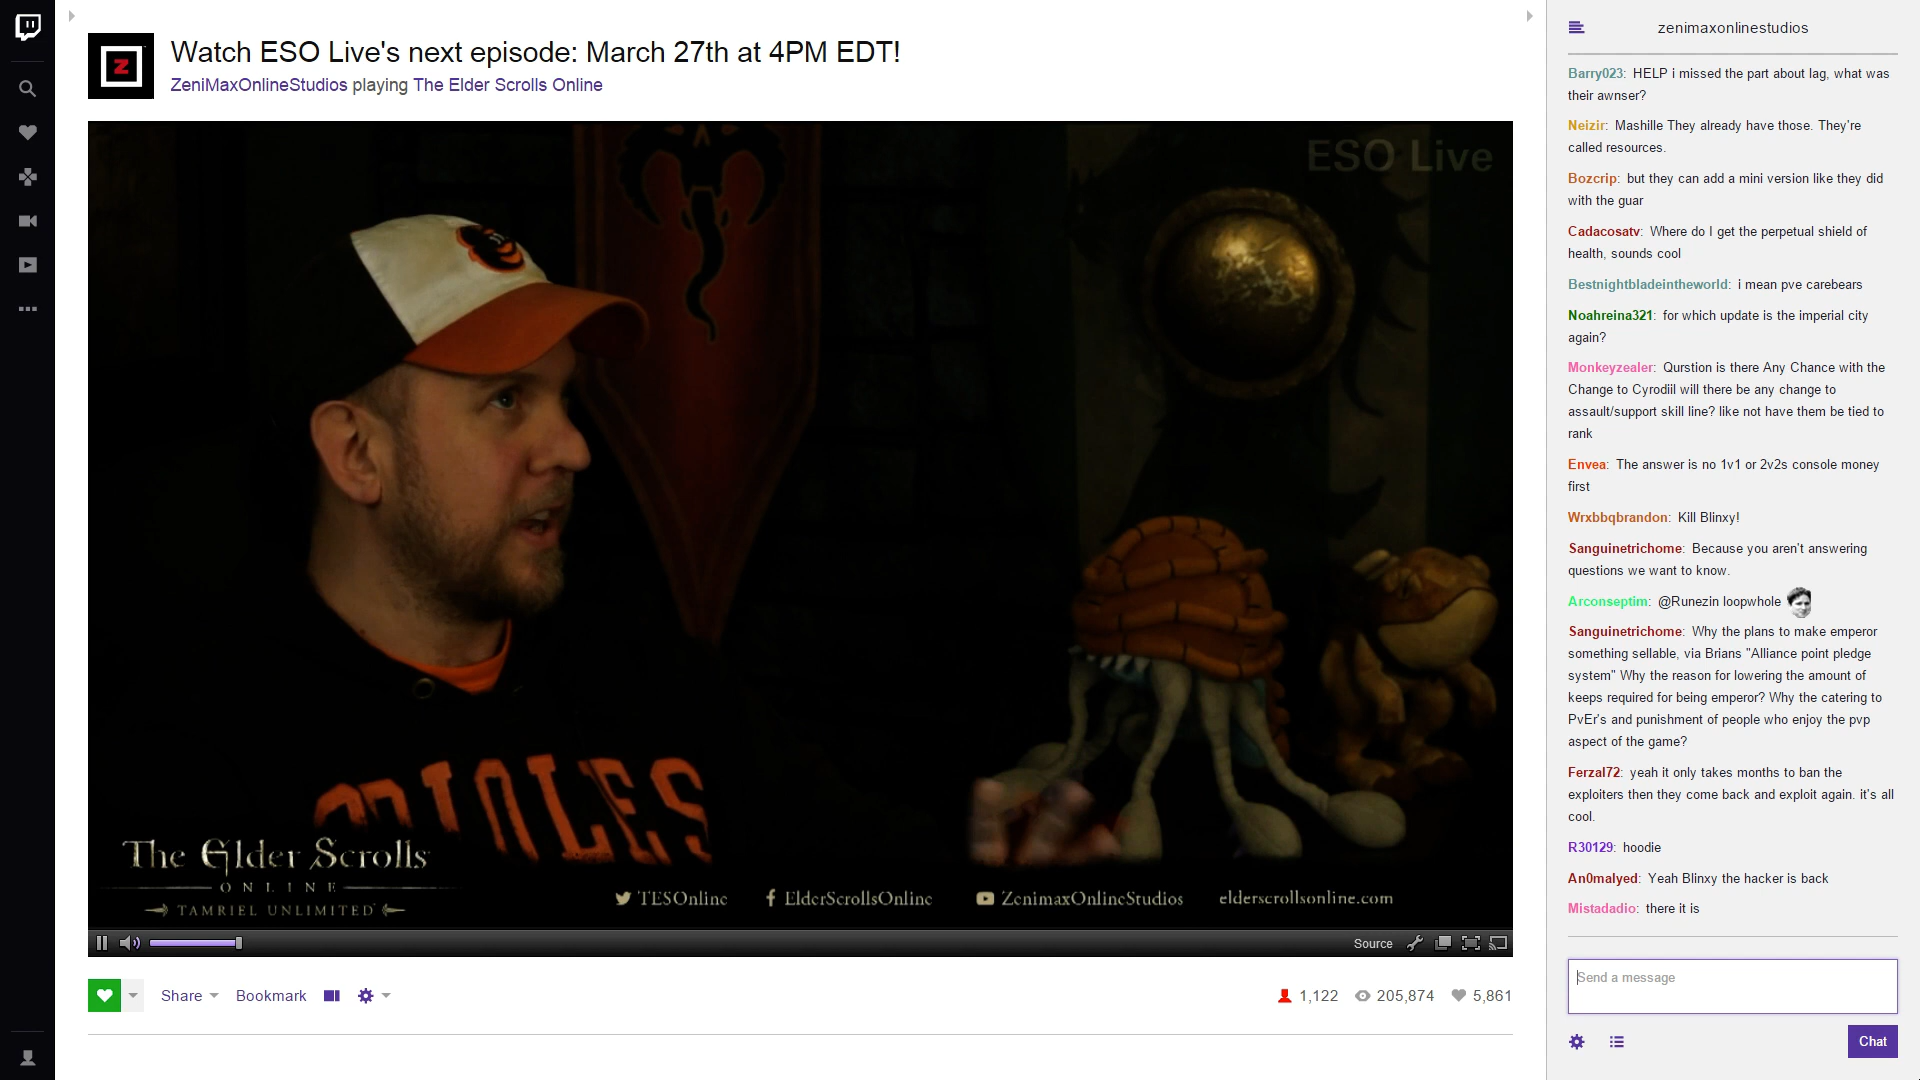 Watch ESO Live's next episode: March 27th at 4PM EDT!
ZeniMaxOnlineStudios playing The Elder Scrolls Online
Z
ESO Live
ORIOLES
The Elder Scrolls
ONLINE
TAMRIEL UNLIMITED
TESOnline
ElderScrollsOnline
ZenimaxOnlineStudios
elderscrollsonline.com
Source
Share
Bookmark
1,122
205,874
5,861
zenimaxonlinestudios
Barry023: HELP i missed the part about lag, what was
their awnser?
Neizir: Mashille They already have those. They're
called resources.
Bozcrip: but they can add a mini version like they did
with the guar
Cadacosatv: Where do I get the perpetual shield of
health, sounds cool
Bestnightbladeintheworld: i mean pve carebears
Noahreina321: for which update is the imperial city
again?
Monkeyzealer: Qurstion is there Any Chance with the
Change to Cyrodiil will there be any change to
assault/support skill line? like not have them be tied to
rank
Envea: The answer is no 1v1 or 2v2s console money
first
Wrxbbqbrandon: Kill Blinxy!
Sanguinetrichome: Because you aren't answering
questions we want to know.
Arconseptim: @Runezin loopwhole
Sanguinetrichome: Why the plans to make emperor
something sellable, via Brians "Alliance point pledge
system" Why the reason for lowering the amount of
keeps required for being emperor? Why the catering to
PvEr's and punishment of people who enjoy the pvp
aspect of the game?
Ferzal72: yeah it only takes months to ban the
exploiters then they come back and exploit again. it's all
cool.
R30129: hoodie
An0malyed: Yeah Blinxy the hacker is back
Mistadadio: there it is
Send a message
Chat